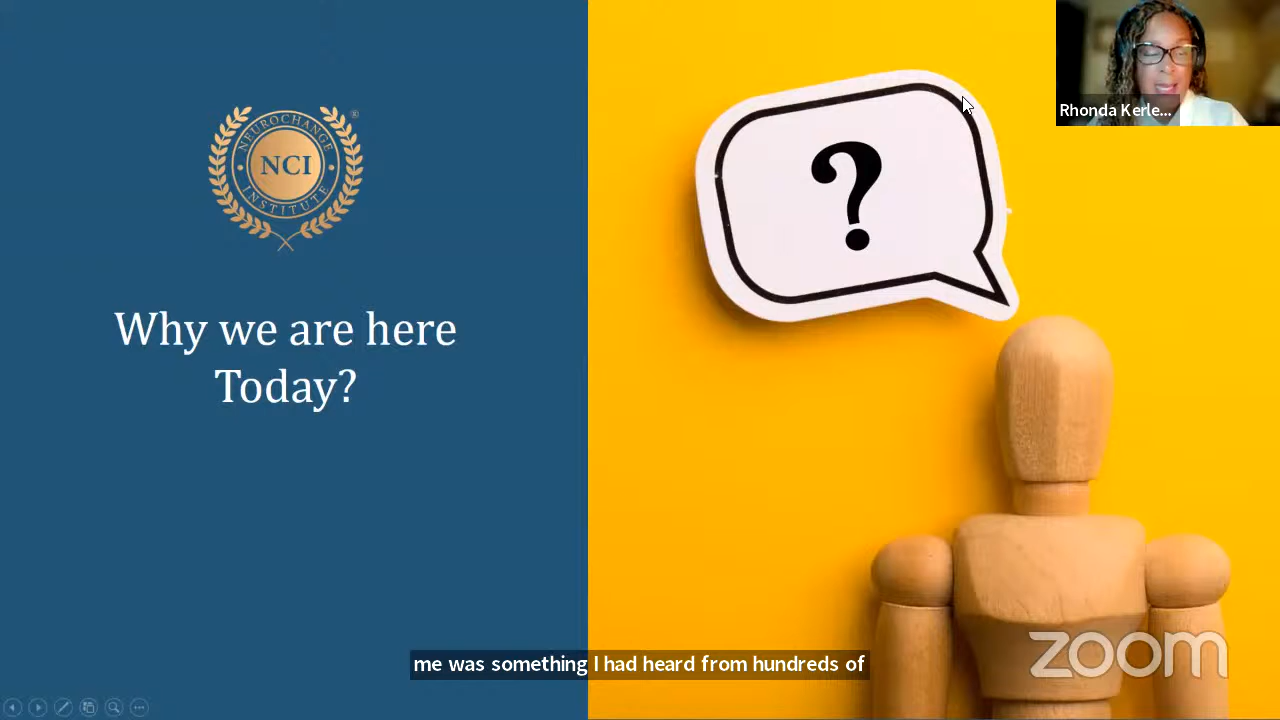 NEUROCHANGE
NCI
INSTITUTE
®
Why we are here
Today?
?
Rhonda Kerle...
me was something I had heard from hundreds of
zoom